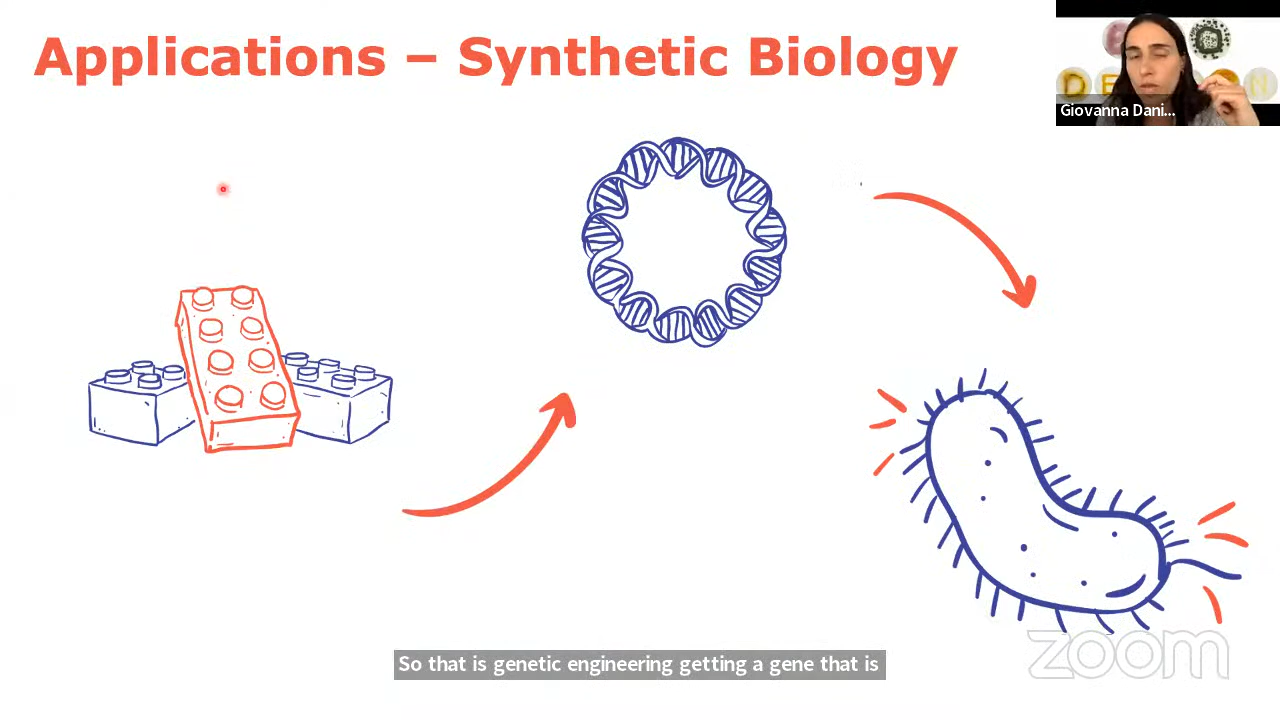 Applications – Synthetic Biology
Giovanna Dani...
So that is genetic engineering getting a gene that is
zoom